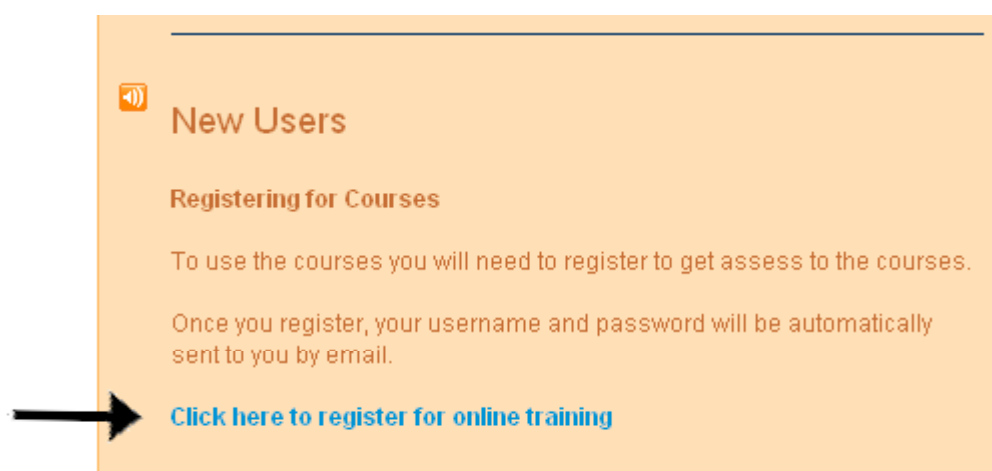 New Users
Registering for Courses
To use the courses you will need to register to get assess to the courses.
Once you register, your username and password will be automatically
sent to you by email.
Click here to register for online training